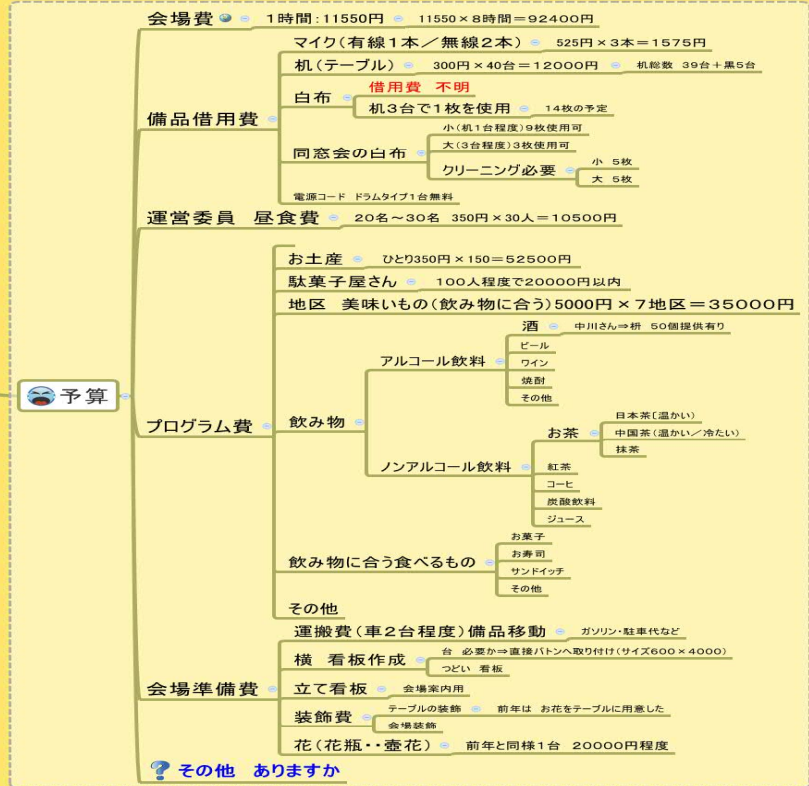 会場費 1時間:11550円 11550×8時間＝92400円
マイク(有線1本／無線2本) 525円×3本＝1575円
机(テーブル) 300円×40台＝12000円 机総数 39台＋黒5台
借用費 不明
白布
机3台で1枚を使用 14枚の予定
備品借用費
小(机1台程度)9枚使用可
大(3台程度)3枚使用可
同窓会の白布
クリーニング必要
小 5枚
大 5枚
電源コード ドラムタイプ1台無料
運営委員 昼食費 20名～30名 350円×30人＝10500円
お土産 ひとり350円×150＝52500円
駄菓子屋さん 100人程度で20000円以内
地区 美味いもの(飲み物に合う)5000円×7地区＝35000円
酒 中川さん⇒枡 50個提供有り
ビール
アルコール飲料
ワイン
焼酎
その他
予算
プログラム費
飲み物
日本茶[温かい)
お茶
中国茶(温かい／冷たい)
抹茶
ノンアルコール飲料
紅茶
コーヒ
炭酸飲料
ジュース
お菓子
お寿司
飲み物に合う食べるもの
サンドイッチ
その他
その他
運搬費(車2台程度)備品移動 ガソリン・駐車代など
台 必要か⇒直接バトンへ取り付け(サイズ600×4000)
横 看板作成
つどい 看板
会場準備費
立て看板 会場案内用
テーブルの装飾 前年は お花をテーブルに用意した
装飾費
会場装飾
花(花瓶・・壺花) 前年と同様1台 20000円程度
? その他 ありますか